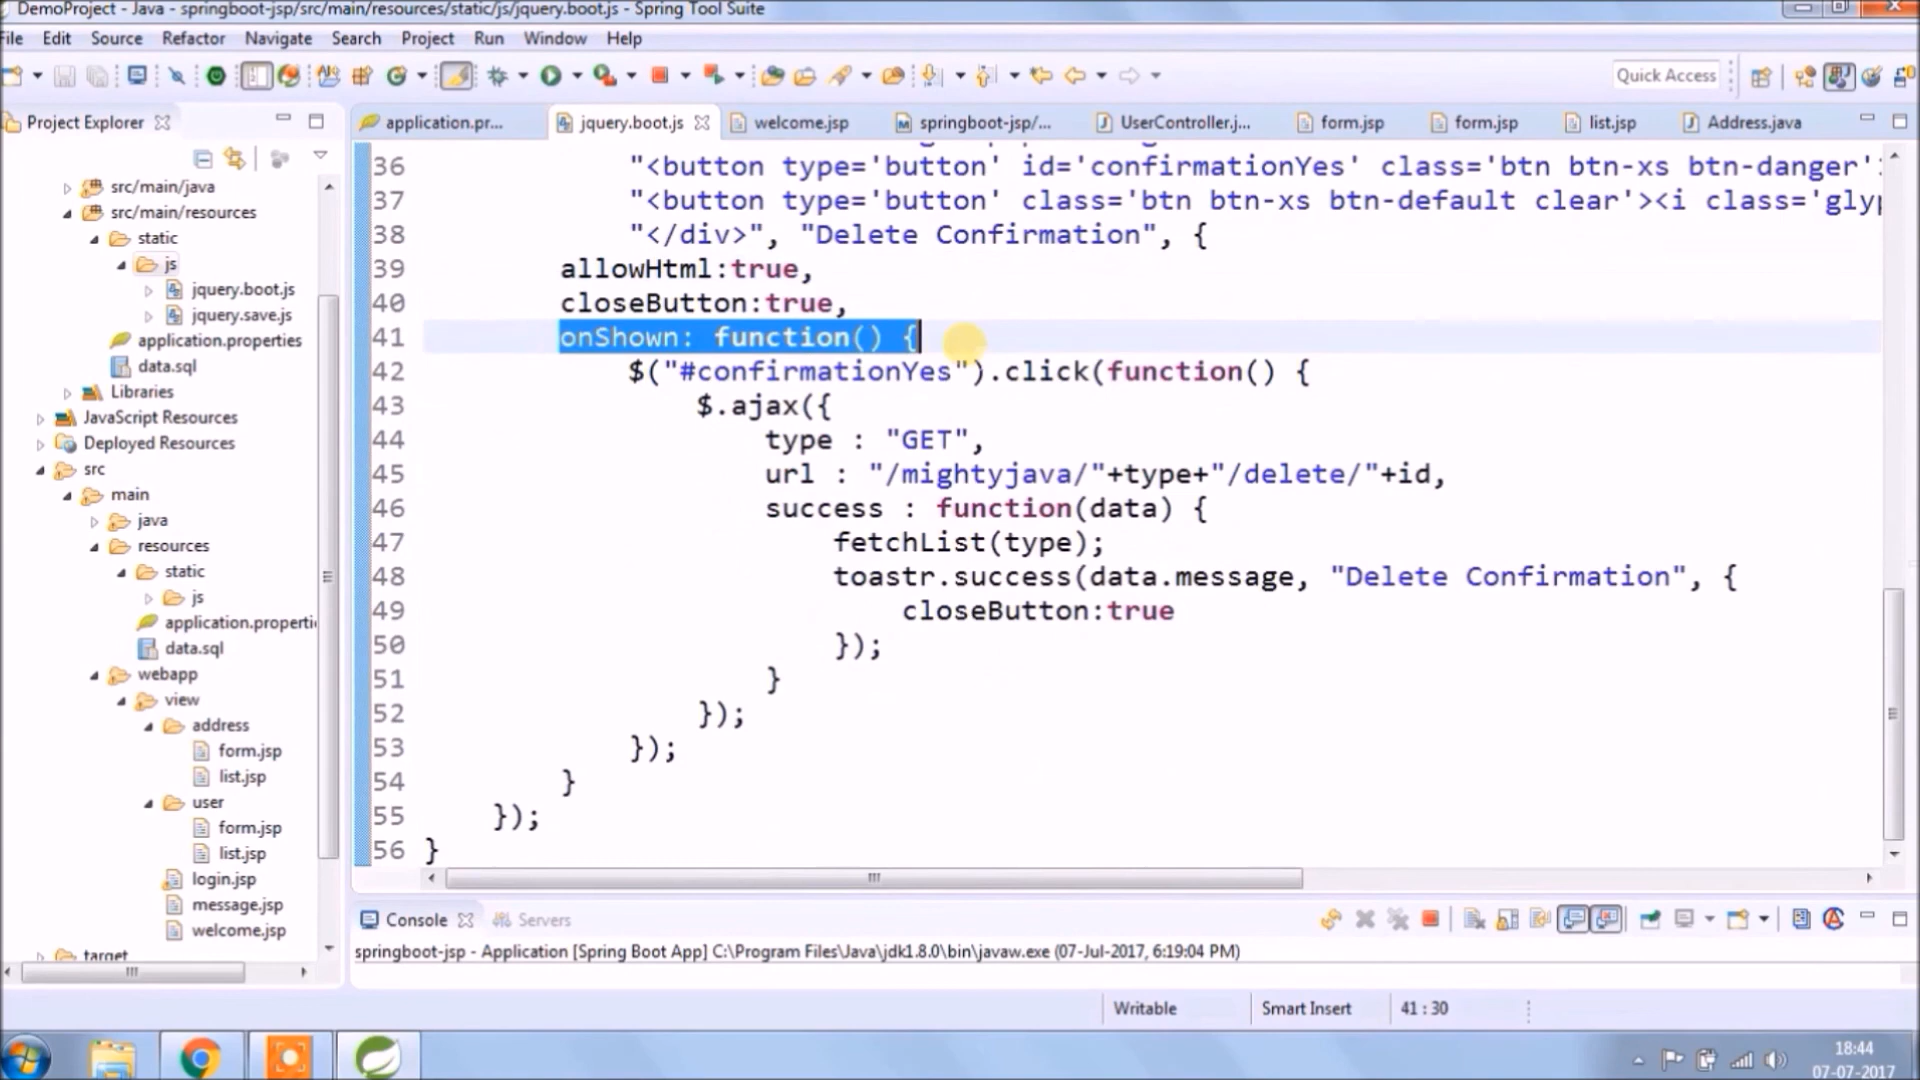 DemoProject - Java - springboot-jsp/src/main/resources/static/js/jquery.boot.js - Spring Tool Suite
File Edit Source Refactor Navigate Search Project Run Window Help
Quick Access
Project Explorer
application.pr... jquery.boot.js welcome.jsp springboot-jsp/... UserController.j... form.jsp form.jsp list.jsp Address.java
src/main/java
src/main/resources
static
js
jquery.boot.js
jquery.save.js
application.properties
data.sql
Libraries
JavaScript Resources
Deployed Resources
src
main
java
resources
static
js
application.properti
data.sql
webapp
view
address
form.jsp
list.jsp
user
form.jsp
list.jsp
login.jsp
message.jsp
welcome.jsp
target
36 "<button type='button' id='confirmationYes' class='btn btn-xs btn-danger'>
37 "<button type='button' class='btn btn-xs btn-default clear'><i class='glyp
38 "</div>", "Delete Confirmation", {
39 allowHtml:true,
40 closeButton:true,
41 onShown: function() {
42 $("#confirmationYes").click(function() {
43 $.ajax({
44 type : "GET",
45 url : "/mightyjava/"+type+"/delete/"+id,
46 success : function(data) {
47 fetchList(type);
48 toastr.success(data.message, "Delete Confirmation", {
49 closeButton:true
50 });
51 }
52 });
53 });
54 }
55 });
56 }
Console Servers
springboot-jsp - Application [Spring Boot App] C:\Program Files\Java\jdk1.8.0\bin\javaw.exe (07-Jul-2017, 6:19:04 PM)
Writable Smart Insert 41 : 30
18:44
07-07-2017